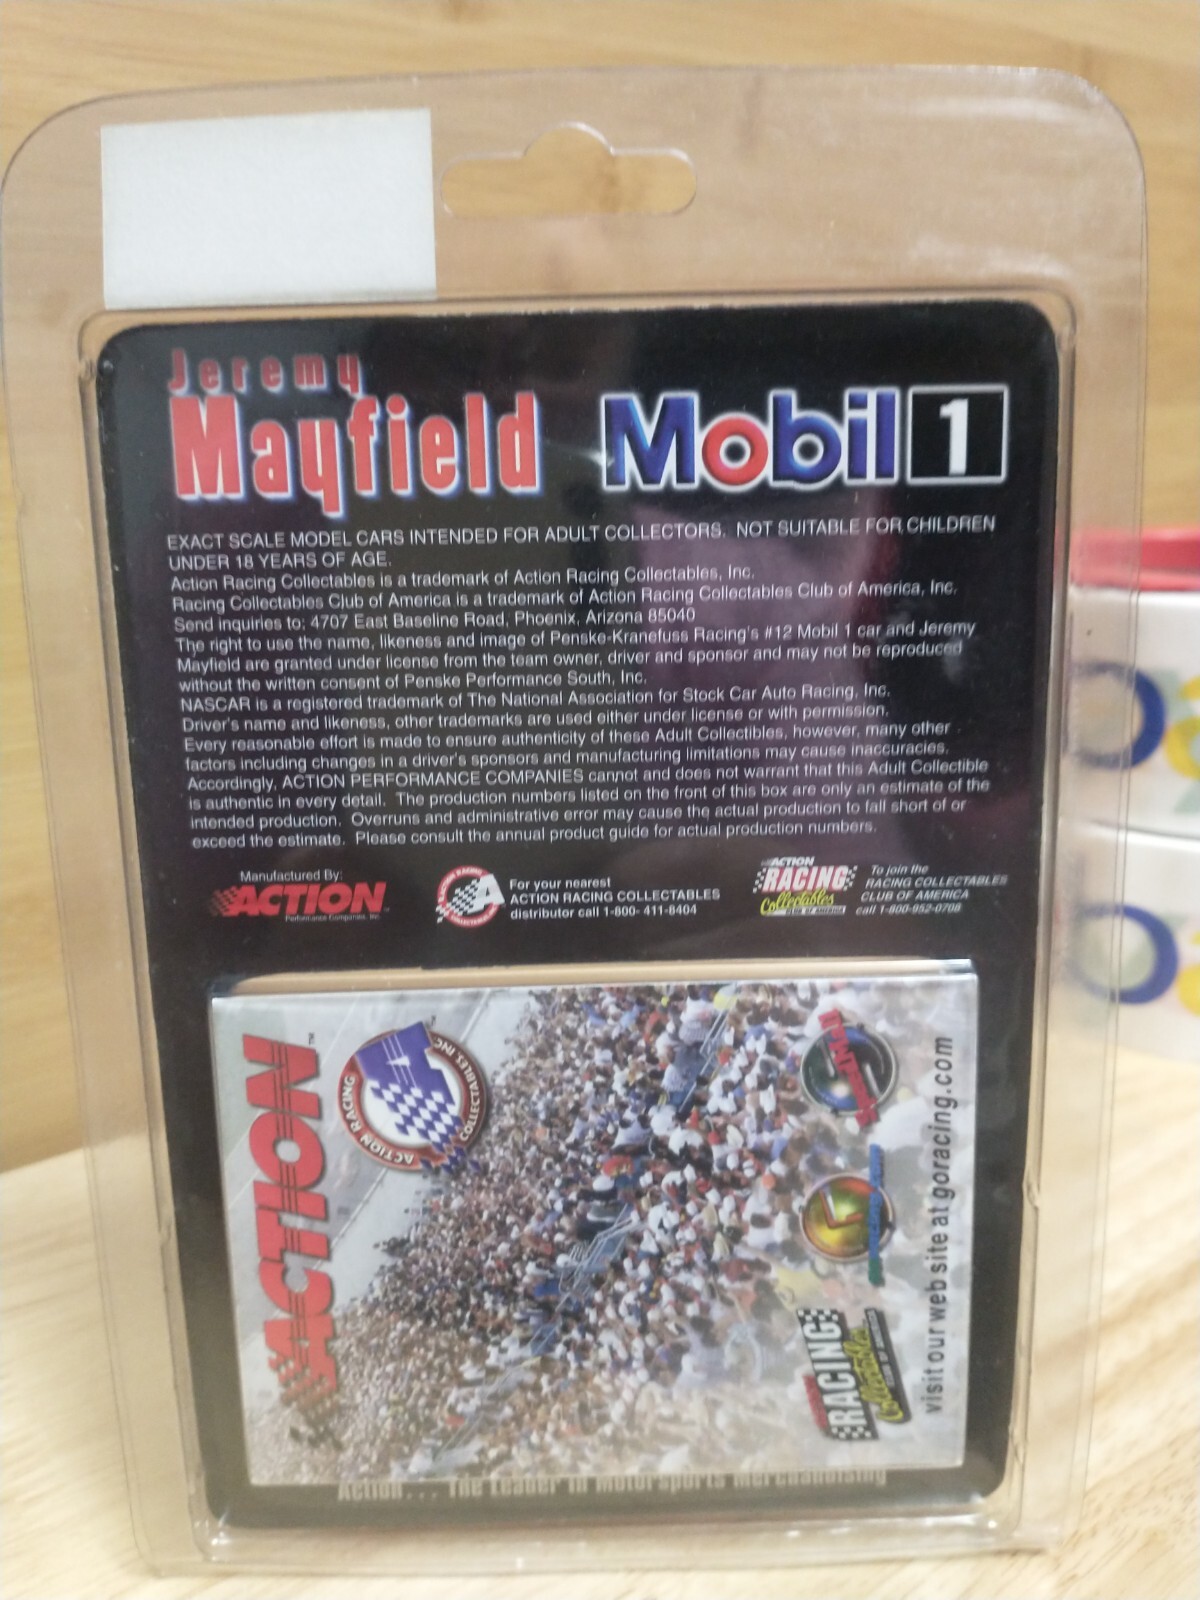 Jeremy
Mayfield
Mobil 1
EXACT SCALE MODEL CARS INTENDED FOR ADULT COLLECTORS. NOT SUITABLE FOR CHILDREN
UNDER 18 YEARS OF AGE.
Action Racing Collectables is a trademark of Action Racing Collectables, Inc.
Racing Collectables Club of America is a trademark of Action Racing Collectables Club of America, Inc.
Send inquiries to: 4707 East Baseline Road, Phoenix, Arizona 85040
The right to use the name, likeness and image of Penske-Kranefuss Racing's #12 Mobil 1 car and Jeremy
Mayfield are granted under license from the team owner, driver and sponsor and may not be reproduced
without the written consent of Penske Performance South, Inc.
NASCAR is a registered trademark of The National Association for Stock Car Auto Racing, Inc.
Driver's name and likeness, other trademarks are used either under license or with permission.
Every reasonable effort is made to ensure authenticity of these Adult Collectibles, however, many other
factors including changes in a driver's sponsors and manufacturing limitations may cause inaccuracies.
Accordingly, ACTION PERFORMANCE COMPANIES cannot and does not warrant that this Adult Collectible
is authentic in every detail. The production numbers listed on the front of this box are only an estimate of the
intended production. Overruns and administrative error may cause the actual production to fall short of or
exceed the estimate. Please consult the annual product guide for actual production numbers.
Manufactured By:
ACTION
Performance Companies, Inc.
For your nearest
ACTION RACING COLLECTABLES
distributor call 1-800- 411-8404
ACTION
RACING
Collectables
CLUB OF AMERICA
To join the
RACING COLLECTABLES
CLUB OF AMERICA
call 1-800-952-0708
ACTION™
ACTION RACING
COLLECTABLES INC.
RACING
Collectables
visit our web site at goracing.com
Action . . . The Leader in Motorsports Merchandising